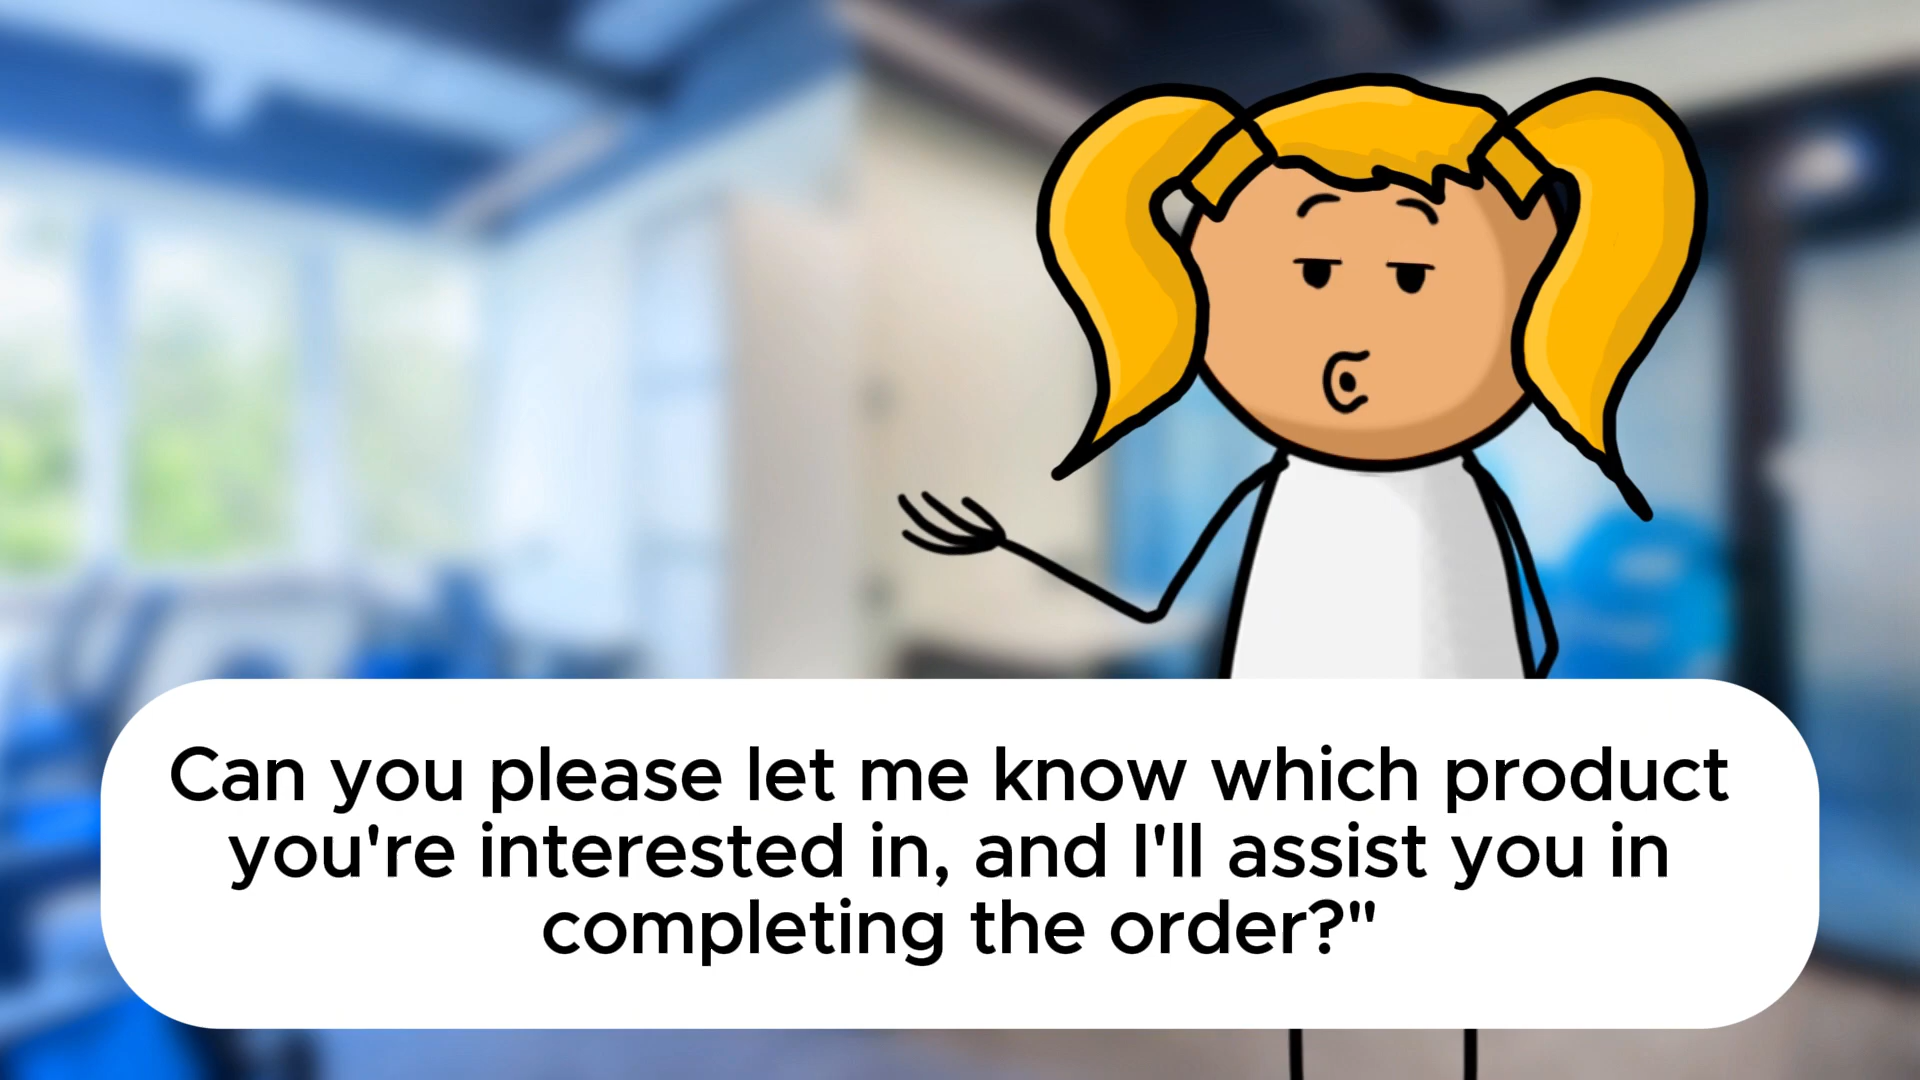 Can you please let me know which product
you're interested in, and I'll assist you in
completing the order?"